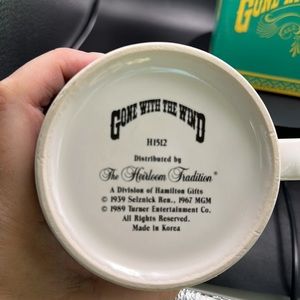 GONE WITH THE WIND
H1512
Distributed by
The Heirloom Tradition®
A Division of Hamilton Gifts
© 1939 Selznick Ren., 1967 MGM
© 1989 Turner Entertainment Co.
All Rights Reserved.
Made in Korea
GONE